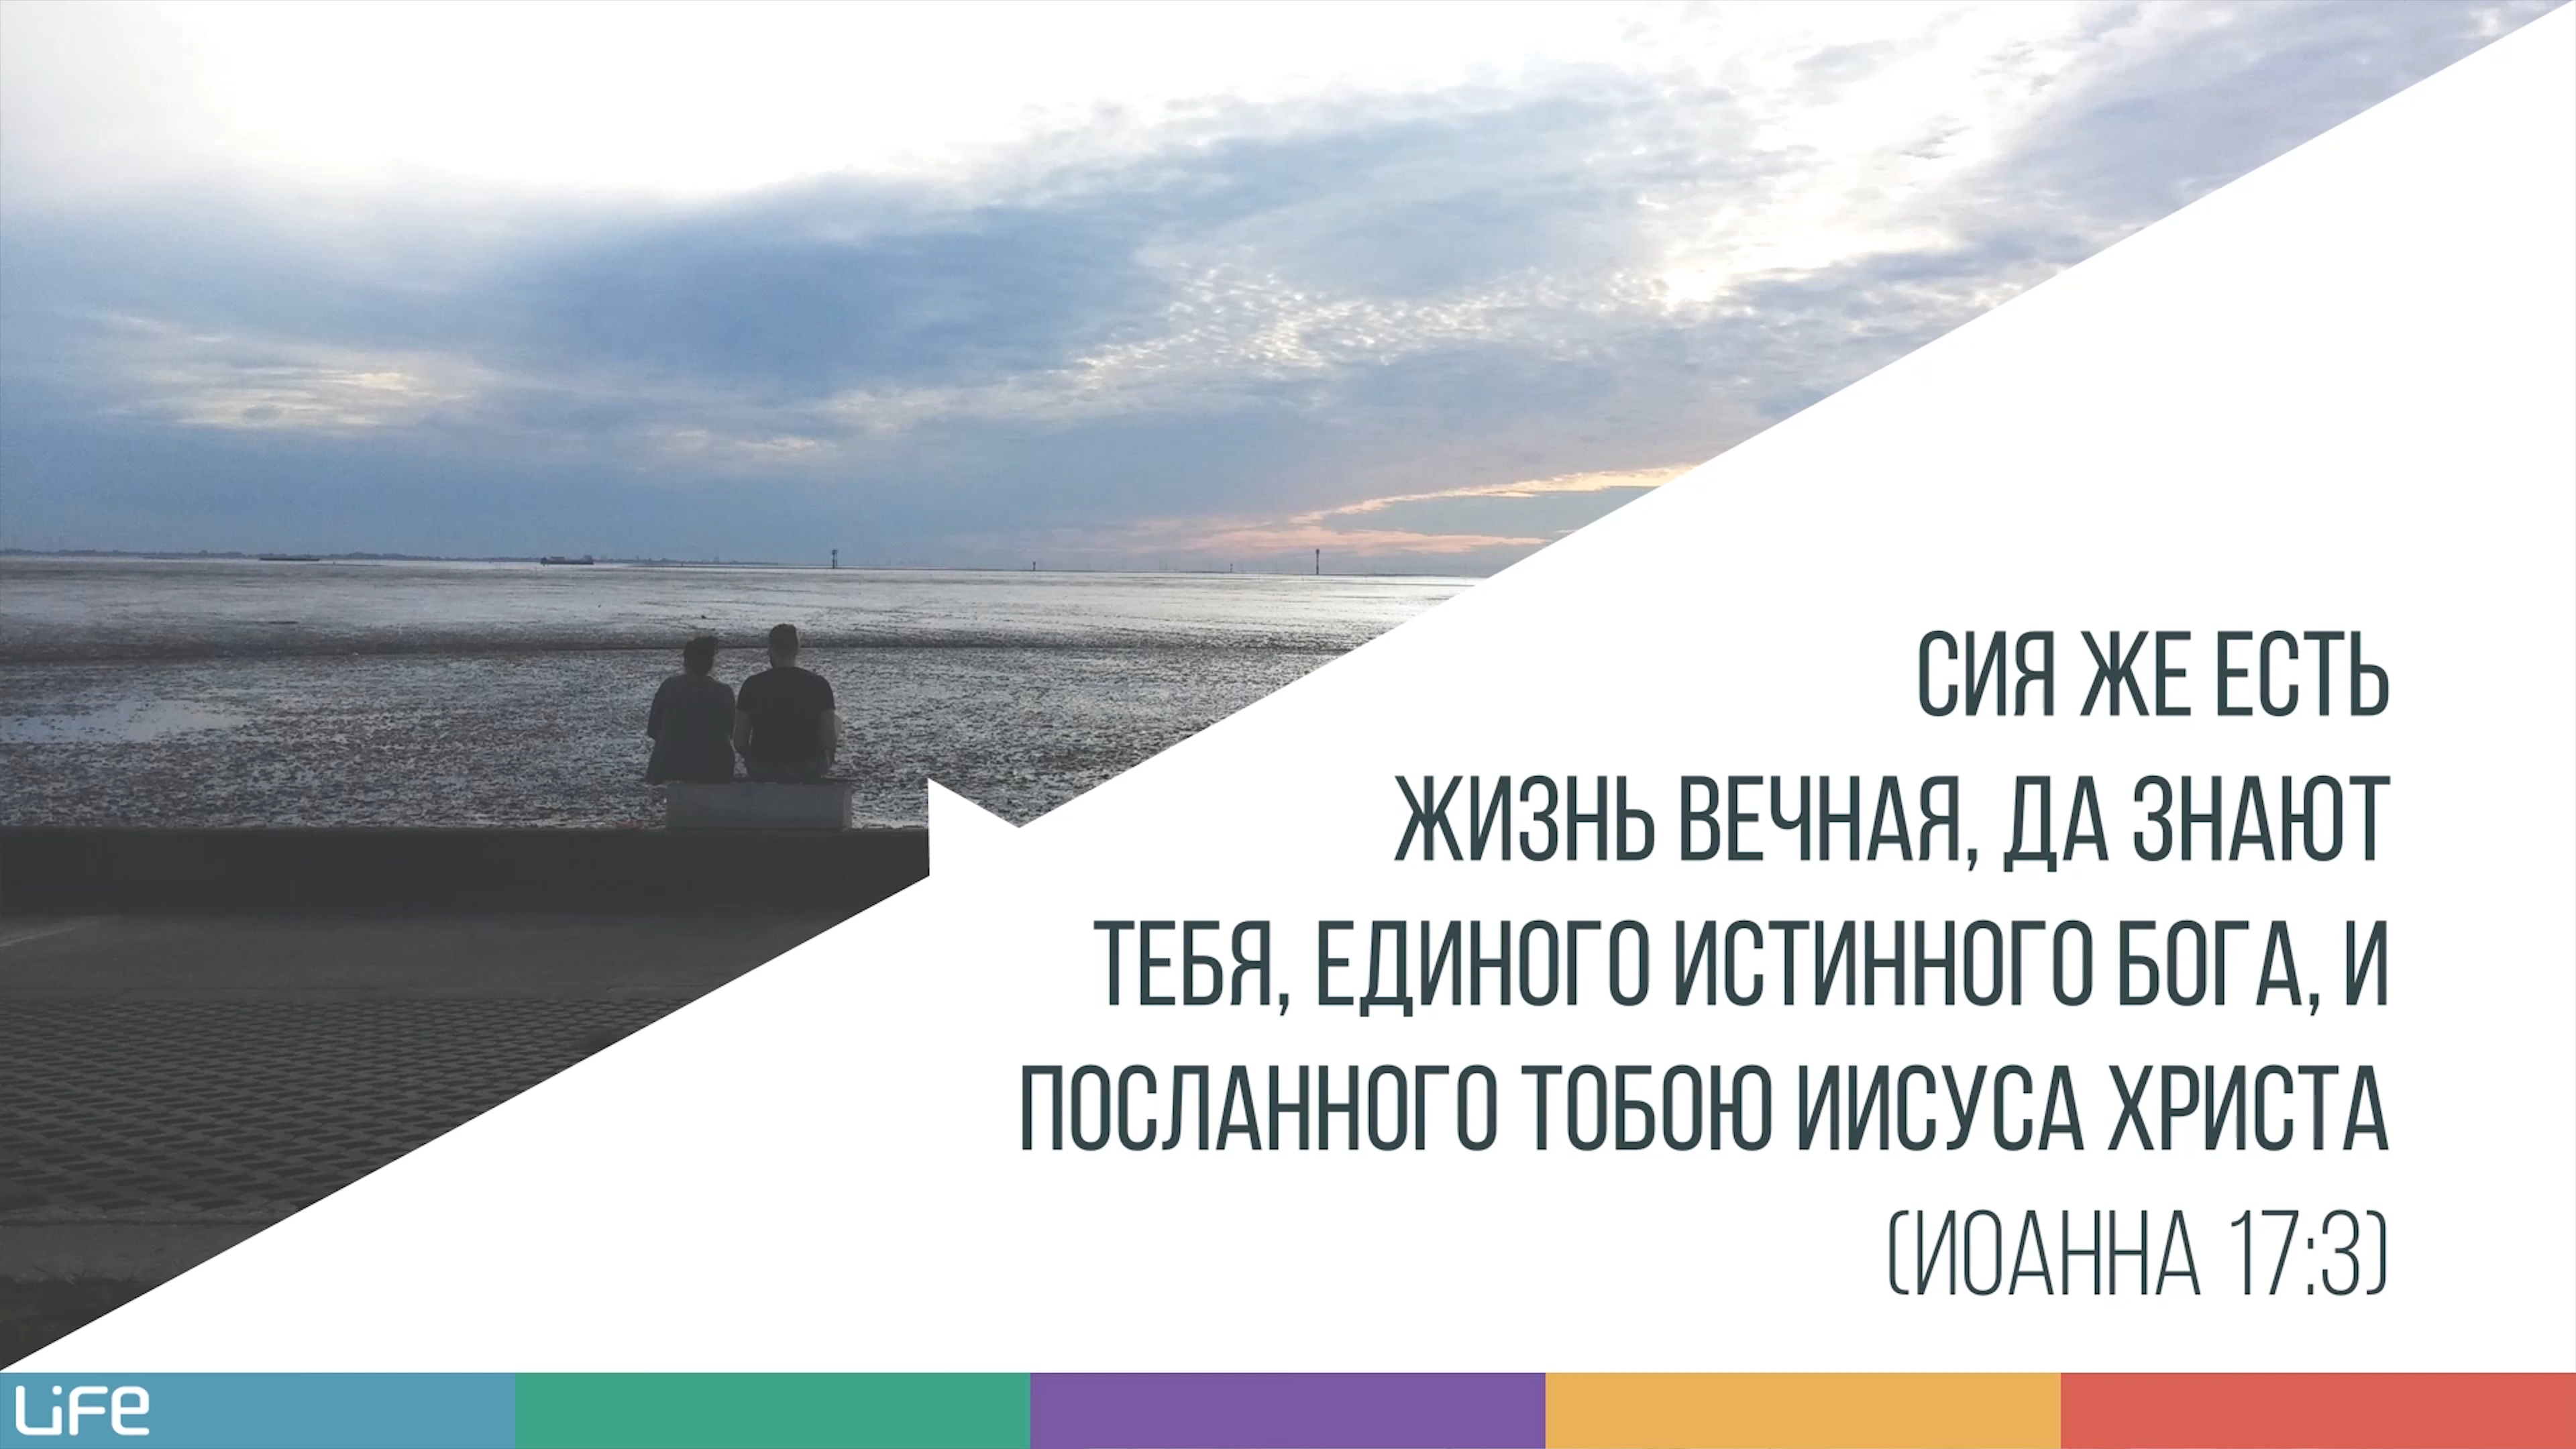 СИЯ ЖЕ ЕСТЬ
ЖИЗНЬ ВЕЧНАЯ, ДА ЗНАЮТ
ТЕБЯ, ЕДИНОГО ИСТИННОГО БОГА, И
ПОСЛАННОГО ТОБОЮ ИИСУСА ХРИСТА
(ИОАННА 17:3)
LiFe